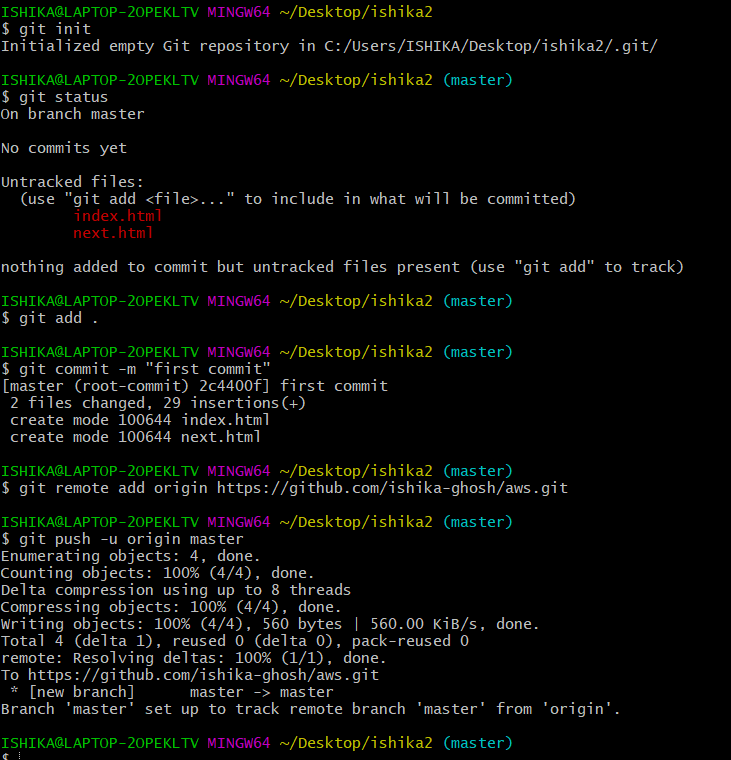 ISHIKA@LAPTOP-2OPEKLTV MINGW64 ~/Desktop/ishika2
$ git init
Initialized empty Git repository in C:/Users/ISHIKA/Desktop/ishika2/.git/
ISHIKA@LAPTOP-2OPEKLTV MINGW64 ~/Desktop/ishika2 (master)
$ git status
On branch master
No commits yet
Untracked files:
(use "git add <file>..." to include in what will be committed)
index.html
next.html
nothing added to commit but untracked files present (use "git add" to track)
ISHIKA@LAPTOP-2OPEKLTV MINGW64 ~/Desktop/ishika2 (master)
$ git add .
ISHIKA@LAPTOP-2OPEKLTV MINGW64 ~/Desktop/ishika2 (master)
$ git commit -m "first commit"
[master (root-commit) 2c4400f] first commit
2 files changed, 29 insertions(+)
create mode 100644 index.html
create mode 100644 next.html
ISHIKA@LAPTOP-2OPEKLTV MINGW64 ~/Desktop/ishika2 (master)
$ git remote add origin https://github.com/ishika-ghosh/aws.git
ISHIKA@LAPTOP-2OPEKLTV MINGW64 ~/Desktop/ishika2 (master)
$ git push -u origin master
Enumerating objects: 4, done.
Counting objects: 100% (4/4), done.
Delta compression using up to 8 threads
Compressing objects: 100% (4/4), done.
Writing objects: 100% (4/4), 560 bytes | 560.00 KiB/s, done.
Total 4 (delta 1), reused 0 (delta 0), pack-reused 0
remote: Resolving deltas: 100% (1/1), done.
To https://github.com/ishika-ghosh/aws.git
* [new branch]      master -> master
Branch 'master' set up to track remote branch 'master' from 'origin'.
ISHIKA@LAPTOP-2OPEKLTV MINGW64 ~/Desktop/ishika2 (master)
$